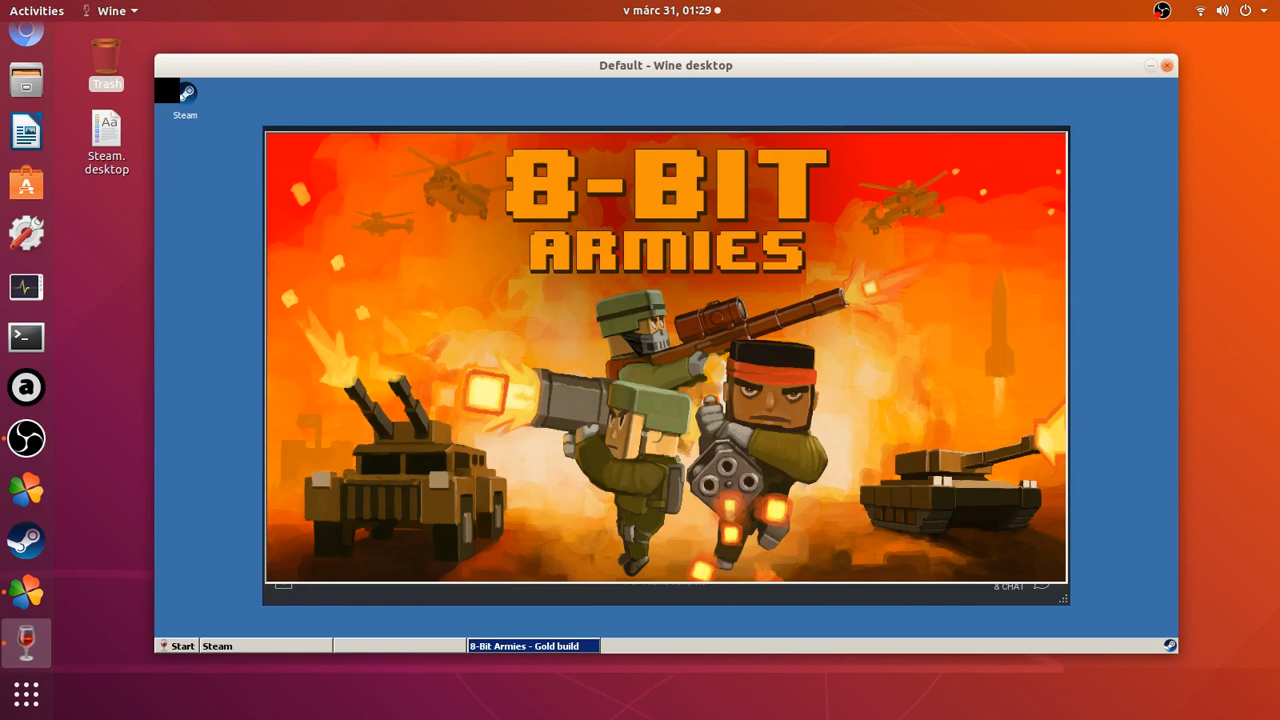 Activities
Wine
v márc 31, 01:29
Trash
Steam.
desktop
Default - Wine desktop
Steam
8-BIT
ARMIES
& CHAT
Start
Steam
8-Bit Armies - Gold build